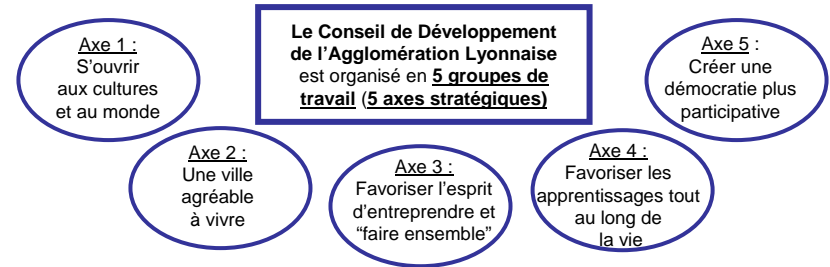 Le Conseil de Développement
de l'Agglomération Lyonnaise
est organisé en 5 groupes de
travail (5 axes stratégiques)
Axe 1 :
S'ouvrir
aux cultures
et au monde
Axe 2 :
Une ville
agréable
à vivre
Axe 3 :
Favoriser l'esprit
d'entreprendre et
“faire ensemble”
Axe 4 :
Favoriser les
apprentissages tout
au long de
la vie
Axe 5 :
Créer une
démocratie plus
participative